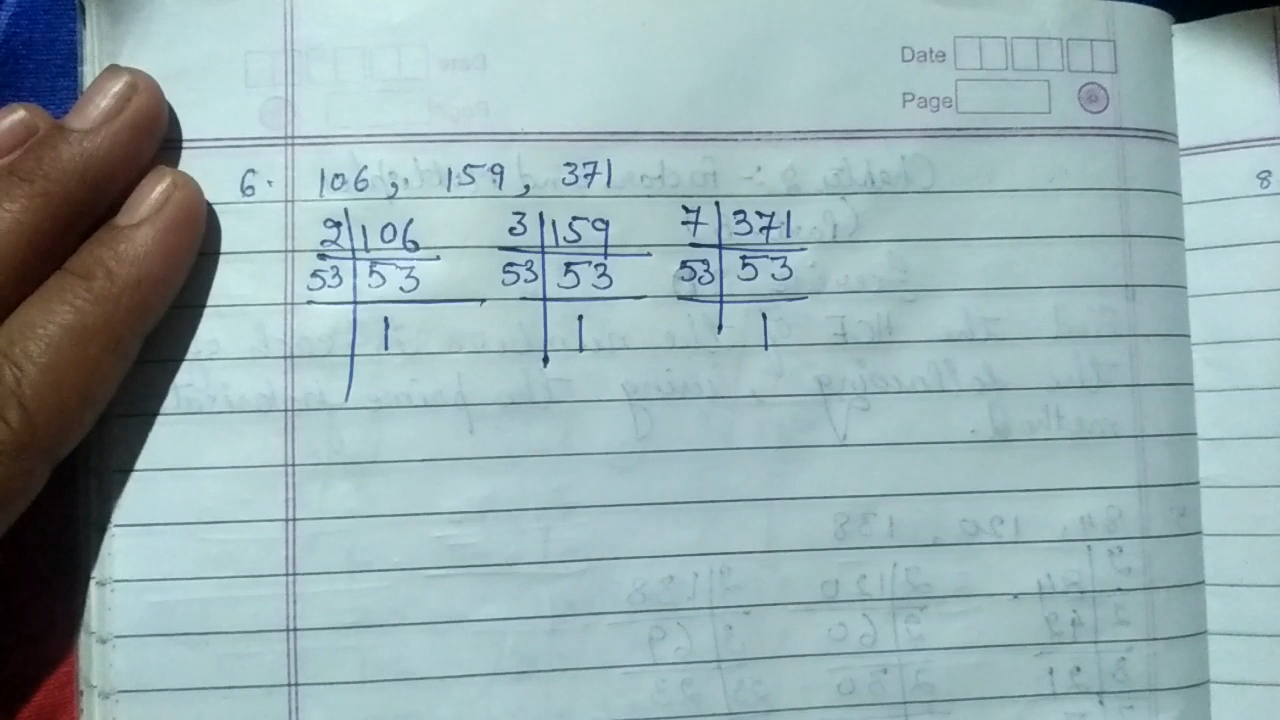 Date
Page
6. 106, 159, 371
2 106 3 159 7 371
53 53 53 53 53 53
1 1 1
8